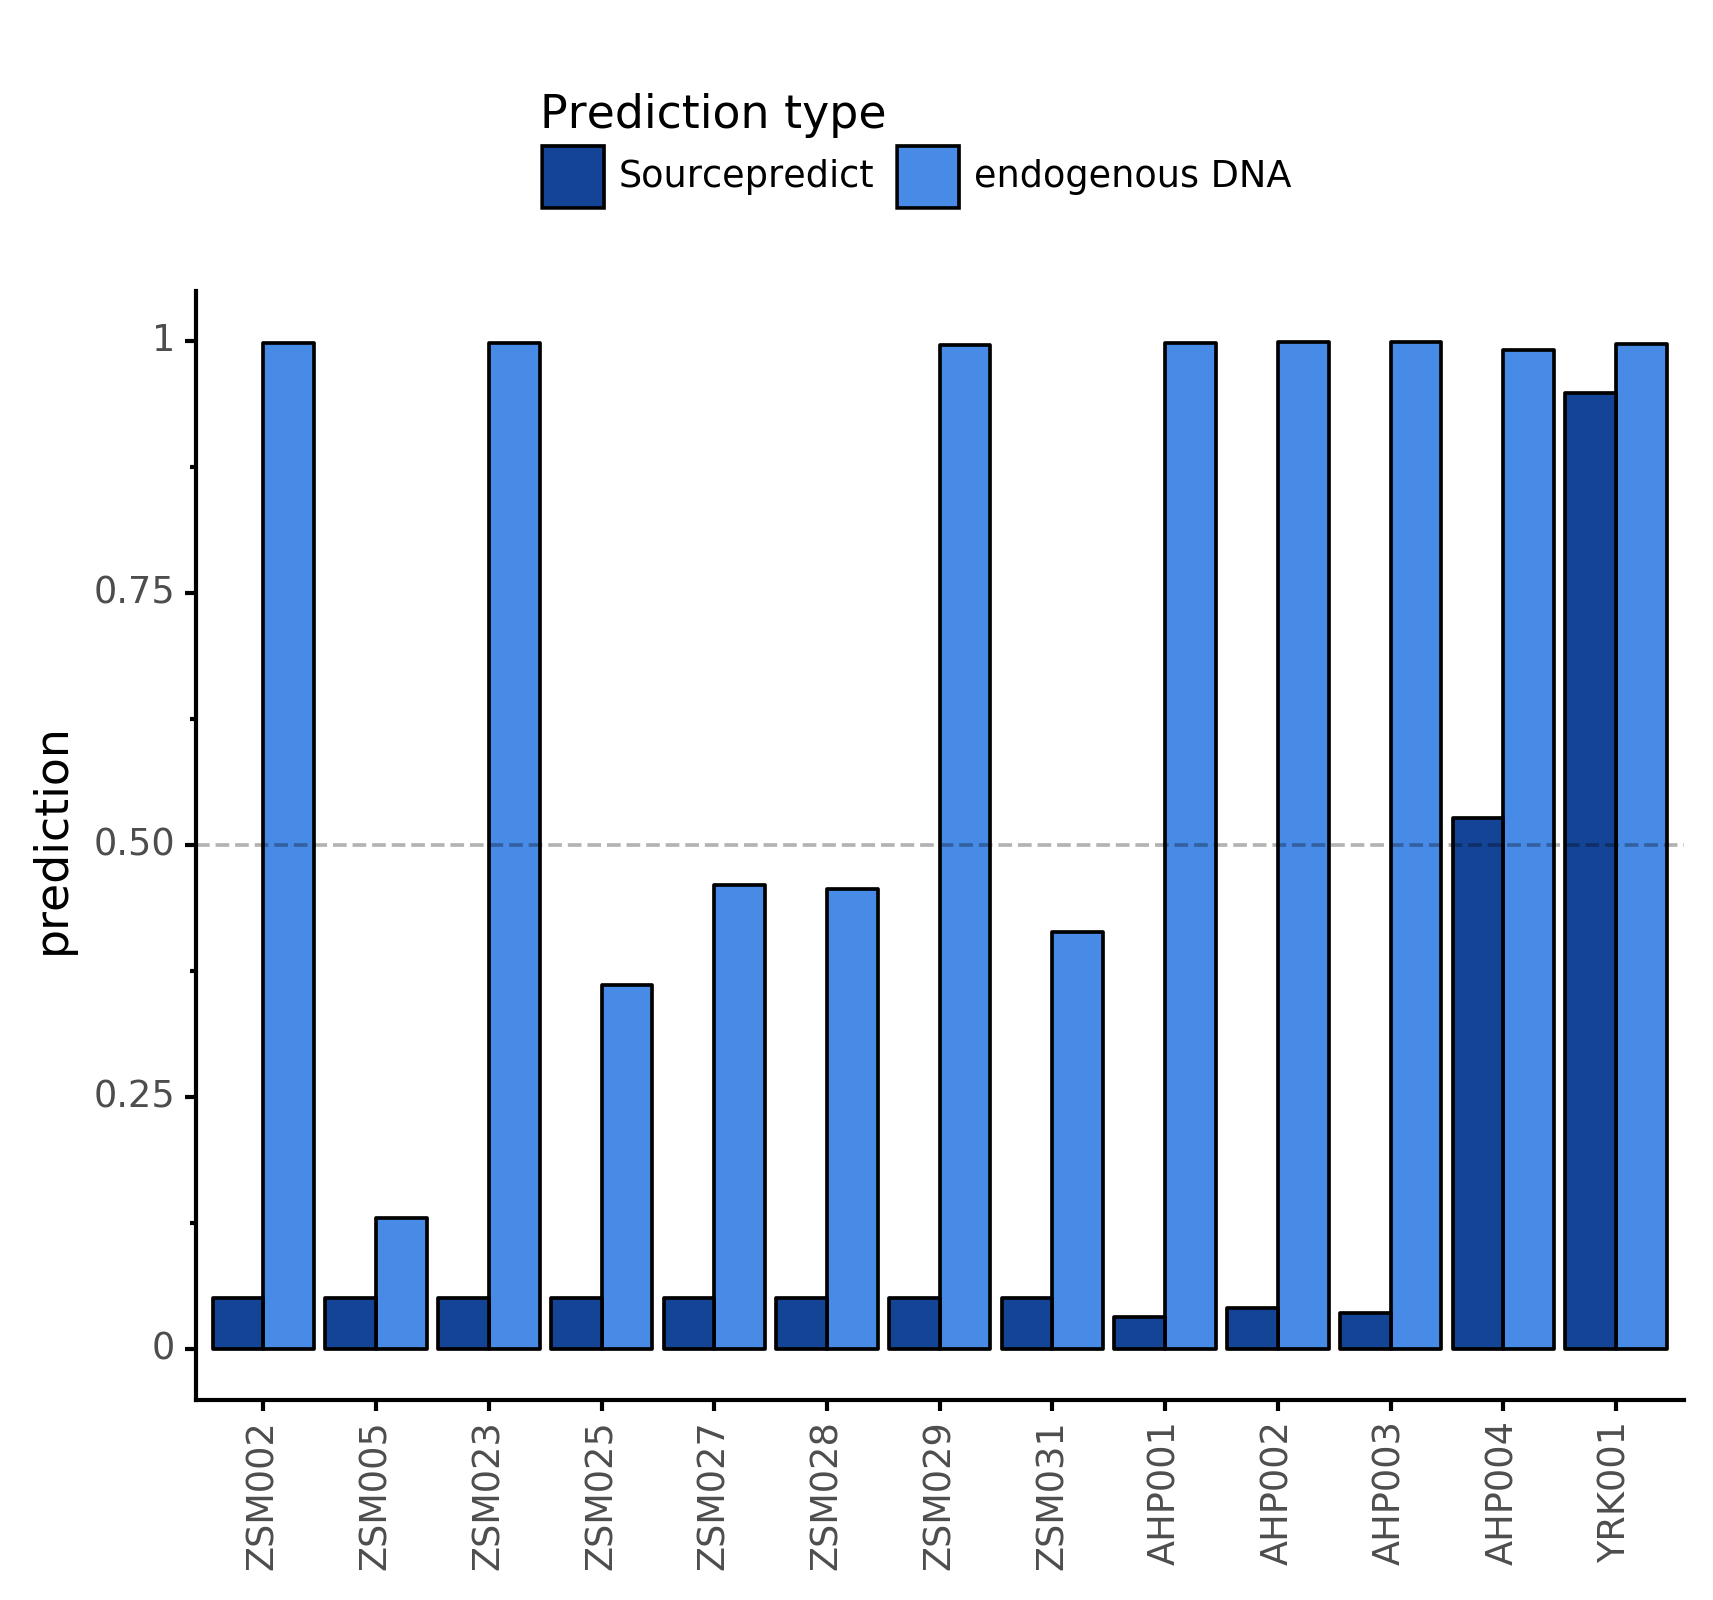 Prediction type
Sourcepredict endogenous DNA
prediction
1
0.75
0.50
0.25
0
ZSM002
ZSM005
ZSM023
ZSM025
ZSM027
ZSM028
ZSM029
ZSM031
AHP001
AHP002
AHP003
AHP004
YRK001